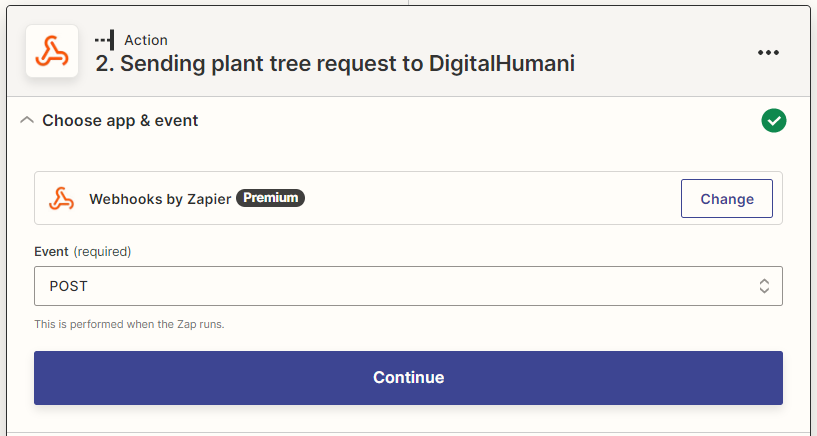 Action
2. Sending plant tree request to DigitalHumani
Choose app & event
Webhooks by Zapier Premium Change
Event (required)
POST
This is performed when the Zap runs.
Continue